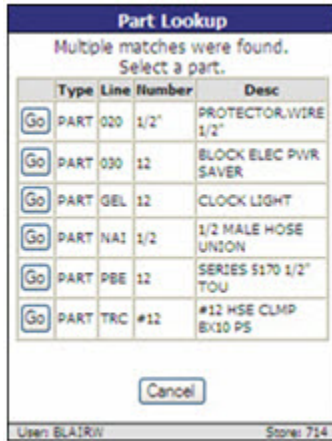 Part Lookup
Multiple matches were found.
Select a part.
Type Line Number Desc
Go PART 020 1/2" PROTECTOR,WIRE
1/2"
Go PART 030 12 BLOCK ELEC PWR
SAVER
Go PART GEL 12 CLOCK LIGHT
Go PART NAI 1/2 1/2 MALE HOSE
UNION
Go PART PBE 12 SERIES 5170 1/2"
TOU
Go PART TRC #12 #12 HSE CLMP
BX10 PS
Cancel
User: BLAIRW Store: 714